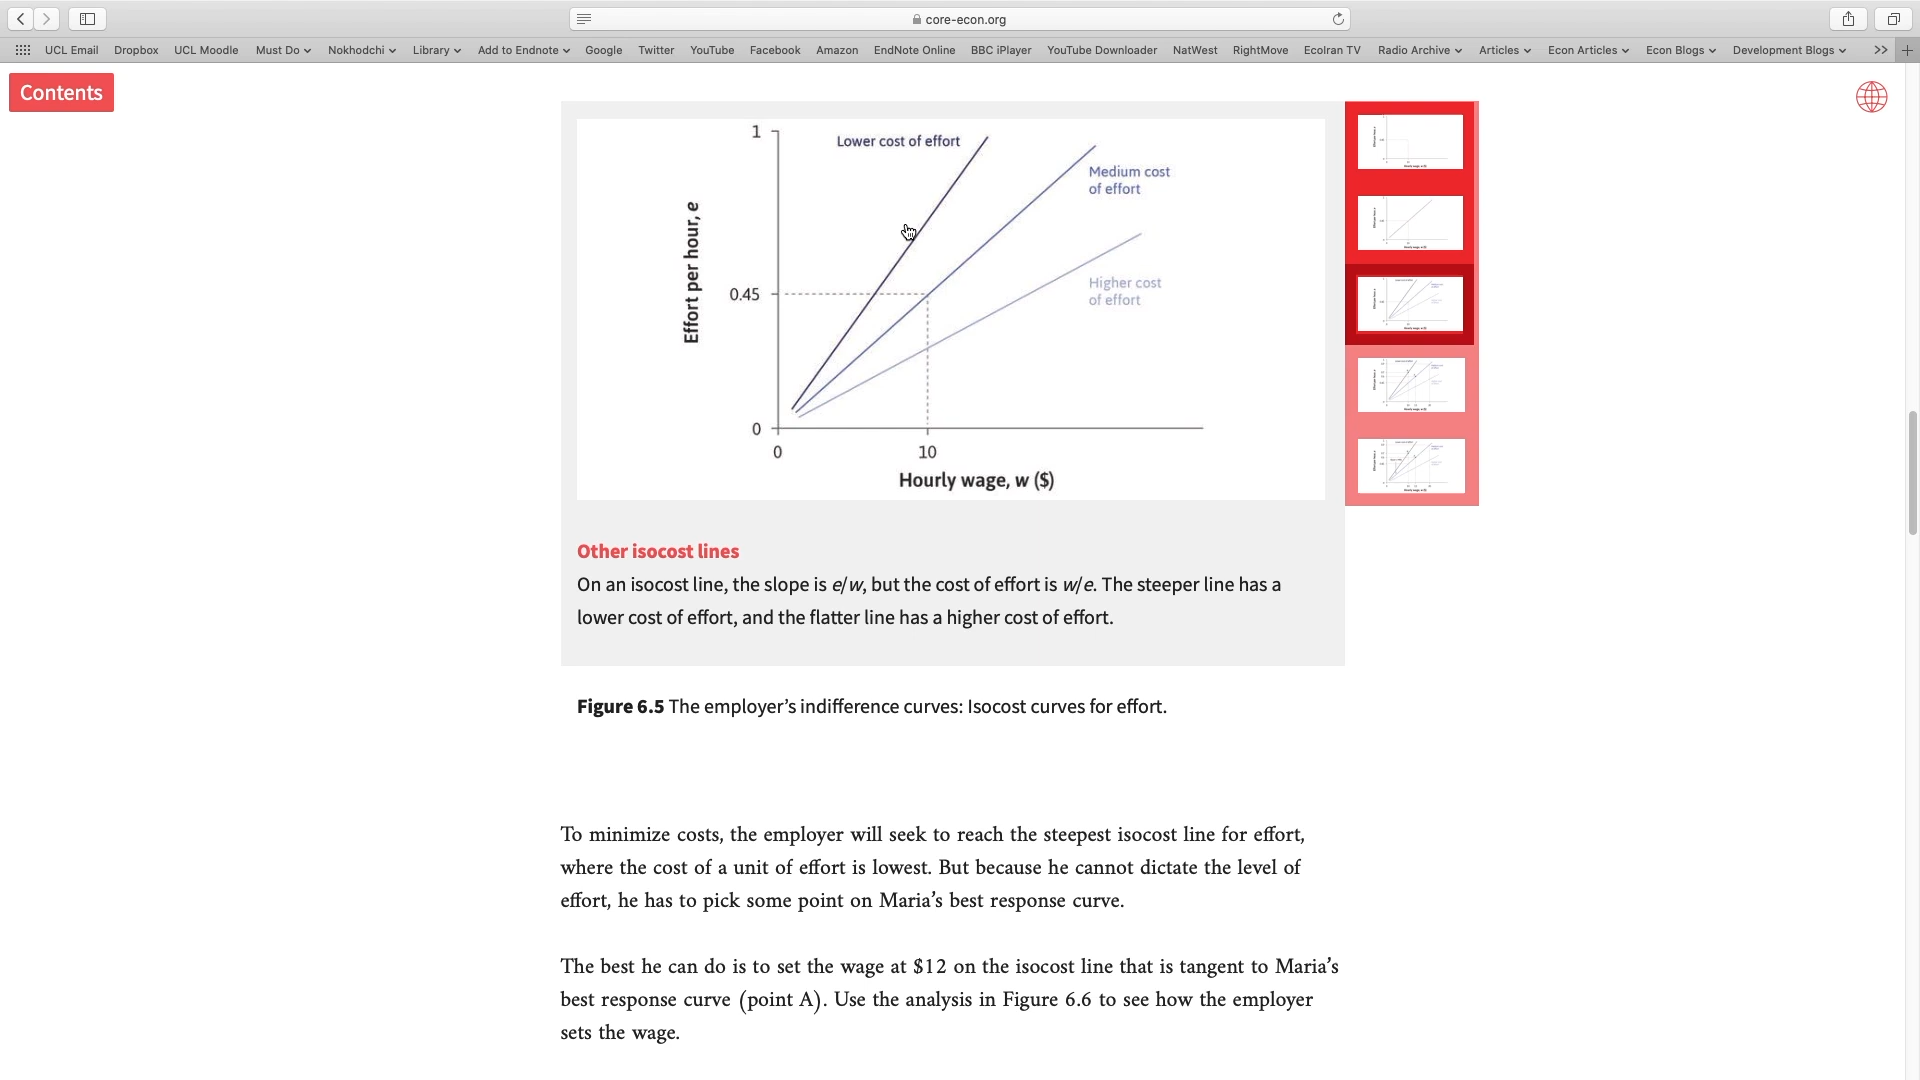 core-econ.org
UCL Email Dropbox UCL Moodle Must Do Nokhodchi Library Add to Endnote Google Twitter YouTube Facebook Amazon EndNote Online BBC iPlayer YouTube Downloader NatWest RightMove EcoIran TV Radio Archive Articles Econ Articles Econ Blogs Development Blogs
Contents
1
Lower cost of effort
Medium cost
of effort
Effort per hour, e
Higher cost
of effort
0.45
0
0 10
Hourly wage, w ($)
Other isocost lines
On an isocost line, the slope is e/w, but the cost of effort is w/e. The steeper line has a
lower cost of effort, and the flatter line has a higher cost of effort.
Figure 6.5 The employer’s indifference curves: Isocost curves for effort.
To minimize costs, the employer will seek to reach the steepest isocost line for effort,
where the cost of a unit of effort is lowest. But because he cannot dictate the level of
effort, he has to pick some point on Maria’s best response curve.
The best he can do is to set the wage at $12 on the isocost line that is tangent to Maria’s
best response curve (point A). Use the analysis in Figure 6.6 to see how the employer
sets the wage.